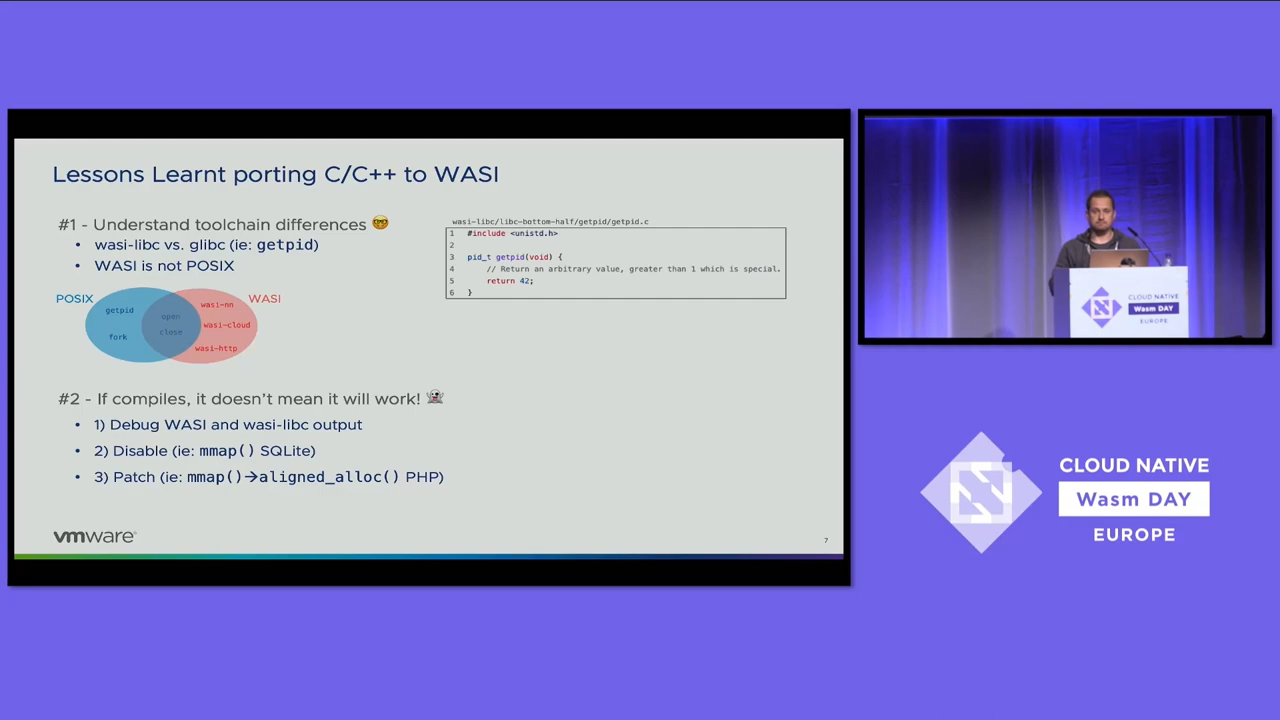 Lessons Learnt porting C/C++ to WASI
#1 - Understand toolchain differences 🤓
• wasi-libc vs. glibc (ie: getpid)
• WASI is not POSIX
POSIX
WASI
getpid
fork
open
close
wasi-nn
wasi-cloud
wasi-http
wasi-libc/libc-bottom-half/getpid/getpid.c
1 #include <unistd.h>
2
3 pid_t getpid(void) {
4 // Return an arbitrary value, greater than 1 which is special.
5 return 42;
6 }
#2 - If compiles, it doesn't mean it will work! 👻
• 1) Debug WASI and wasi-libc output
• 2) Disable (ie: mmap() SQLite)
• 3) Patch (ie: mmap()→aligned_alloc() PHP)
vmware®
7
CLOUD NATIVE
Wasm DAY
EUROPE
CLOUD NATIVE
Wasm DAY
EUROPE